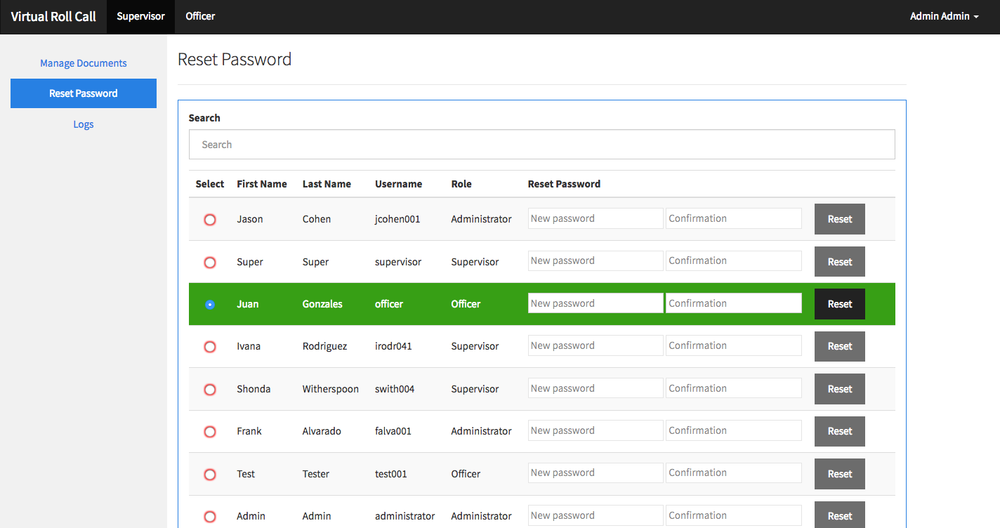 Virtual Roll Call Supervisor Officer Admin Admin
Manage Documents
Reset Password
Logs
Reset Password
Search
Search
Select First Name Last Name Username Role Reset Password
Jason Cohen jcohen001 Administrator New password Confirmation Reset
Super Super supervisor Supervisor New password Confirmation Reset
Juan Gonzales officer Officer New password Confirmation Reset
Ivana Rodriguez irodr041 Supervisor New password Confirmation Reset
Shonda Witherspoon swith004 Supervisor New password Confirmation Reset
Frank Alvarado falva001 Administrator New password Confirmation Reset
Test Tester test001 Officer New password Confirmation Reset
Admin Admin administrator Administrator New password Confirmation Reset